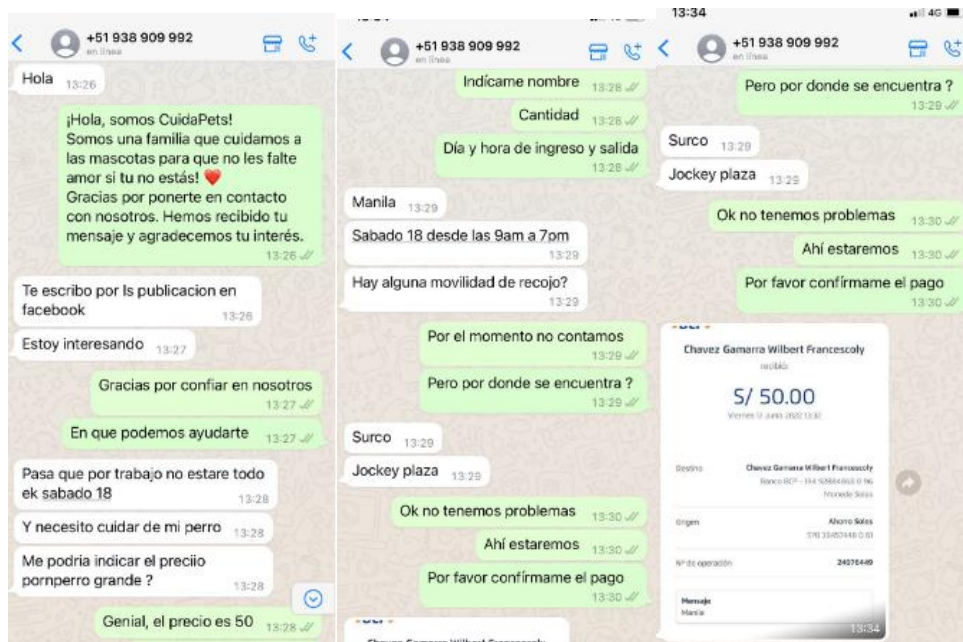 +51 938 909 992
en línea
Hola 13:26
¡Hola, somos CuidaPets!
Somos una familia que cuidamos a
las mascotas para que no les falte
amor si tu no estás! ❤️
Gracias por ponerte en contacto
con nosotros. Hemos recibido tu
mensaje y agradecemos tu interés.
13:26
Te escribo por ls publicacion en
facebook 13:26
Estoy interesando 13:27
Gracias por confiar en nosotros
13:27
En que podemos ayudarte 13:27
Pasa que por trabajo no estare todo
ek sabado 18 13:28
Y necesito cuidar de mi perro 13:28
Me podria indicar el preciio
pornperro grande ? 13:28
Genial, el precio es 50 13:28
+51 938 909 992
en línea
Indícame nombre 13:28
Cantidad 13:28
Día y hora de ingreso y salida
13:28
Manila 13:29
Sabado 18 desde las 9am a 7pm
13:29
Hay alguna movilidad de recojo?
13:29
Por el momento no contamos
13:29
Pero por donde se encuentra ?
13:29
Surco 13:29
Jockey plaza 13:29
Ok no tenemos problemas 13:30
Ahí estaremos 13:30
Por favor confírmame el pago
13:30
13:34
4G
+51 938 909 992
en línea
Pero por donde se encuentra ?
13:29
Surco 13:29
Jockey plaza 13:29
Ok no tenemos problemas 13:30
Ahí estaremos 13:30
Por favor confírmame el pago
13:30
Chavez Gamarra Wilbert Francescoly
recibió:
S/ 50.00
Viernes 17 Junio 2022 13:32
Destino Chavez Gamarra Wilbert Francescoly
Banco BCP
Moneda Soles
Origen Ahorro Soles
Nº de operación 24076449
Mensaje
13:34